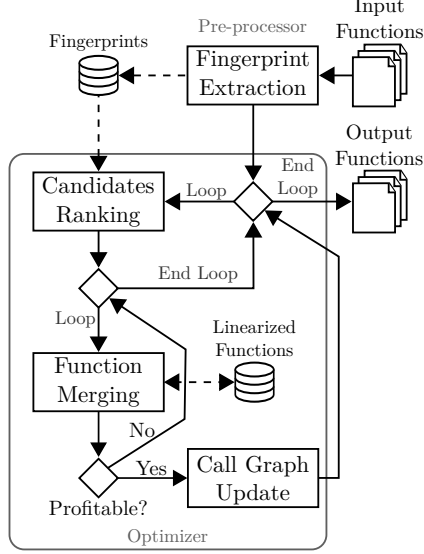 Input
Functions
Pre-processor
Fingerprints
Fingerprint
Extraction
Output
Functions
End
Loop
Loop
Candidates
Ranking
End Loop
Loop
Linearized
Functions
Function
Merging
No
Yes
Call Graph
Update
Profitable?
Optimizer